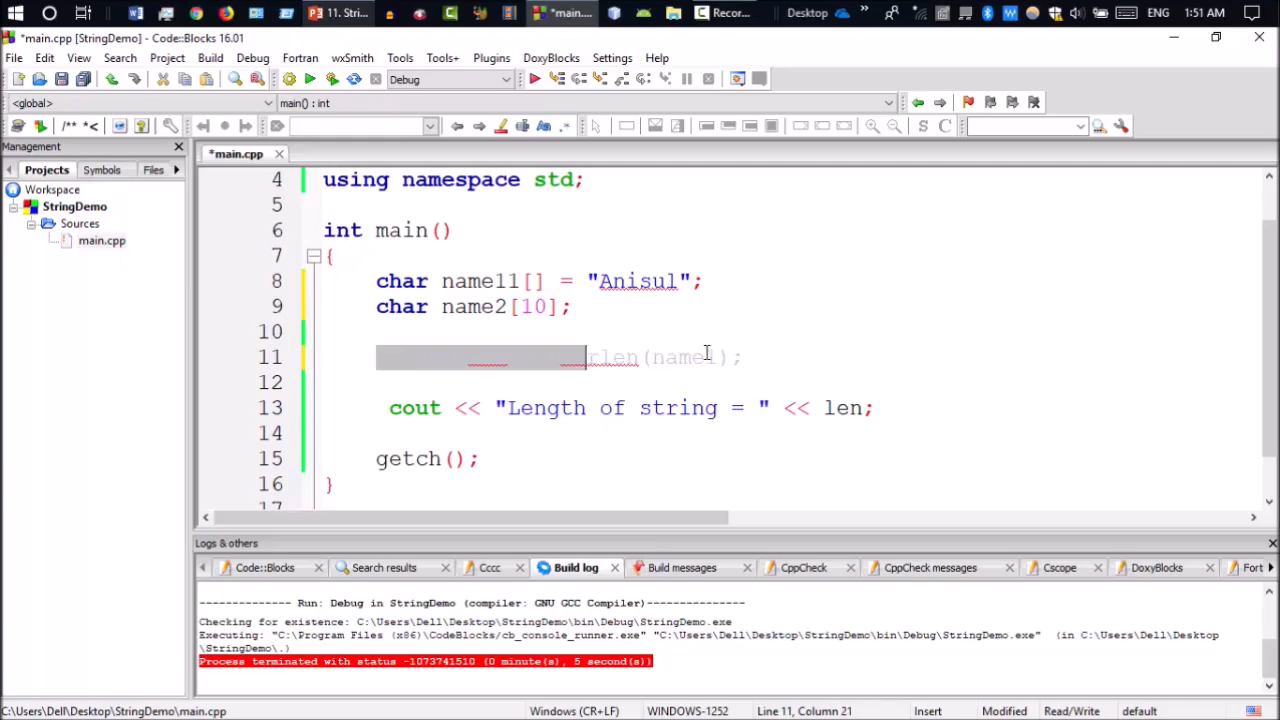 11. Stri...
*main....
Recor...
Desktop
»
ENG
1:51 AM
*main.cpp [StringDemo] - Code::Blocks 16.01
File Edit View Search Project Build Debug Fortran wxSmith Tools Tools+ Plugins DoxyBlocks Settings Help
Debug
<global>
main() : int
/** *<
S C
Management
*main.cpp
Projects Symbols Files
Workspace
StringDemo
Sources
main.cpp
4 using namespace std;
5
6 int main()
7 {
8 char name11[] = "Anisul";
9 char name2[10];
10
11 rlen(name1);
12
13 cout << "Length of string = " << len;
14
15 getch();
16 }
17
Logs & others
Code::Blocks Search results Cccc Build log Build messages CppCheck CppCheck messages Cscope DoxyBlocks Fort
-------------- Run: Debug in StringDemo (compiler: GNU GCC Compiler)---------------
Checking for existence: C:\Users\Dell\Desktop\StringDemo\bin\Debug\StringDemo.exe
Executing: "C:\Program Files (x86)\CodeBlocks/cb_console_runner.exe" "C:\Users\Dell\Desktop\StringDemo\bin\Debug\StringDemo.exe" (in C:\Users\Dell\Desktop
\StringDemo\.)
Process terminated with status -1073741510 (0 minute(s), 5 second(s))
C:\Users\Dell\Desktop\StringDemo\main.cpp Windows (CR+LF) WINDOWS-1252 Line 11, Column 21 Insert Modified Read/Write default